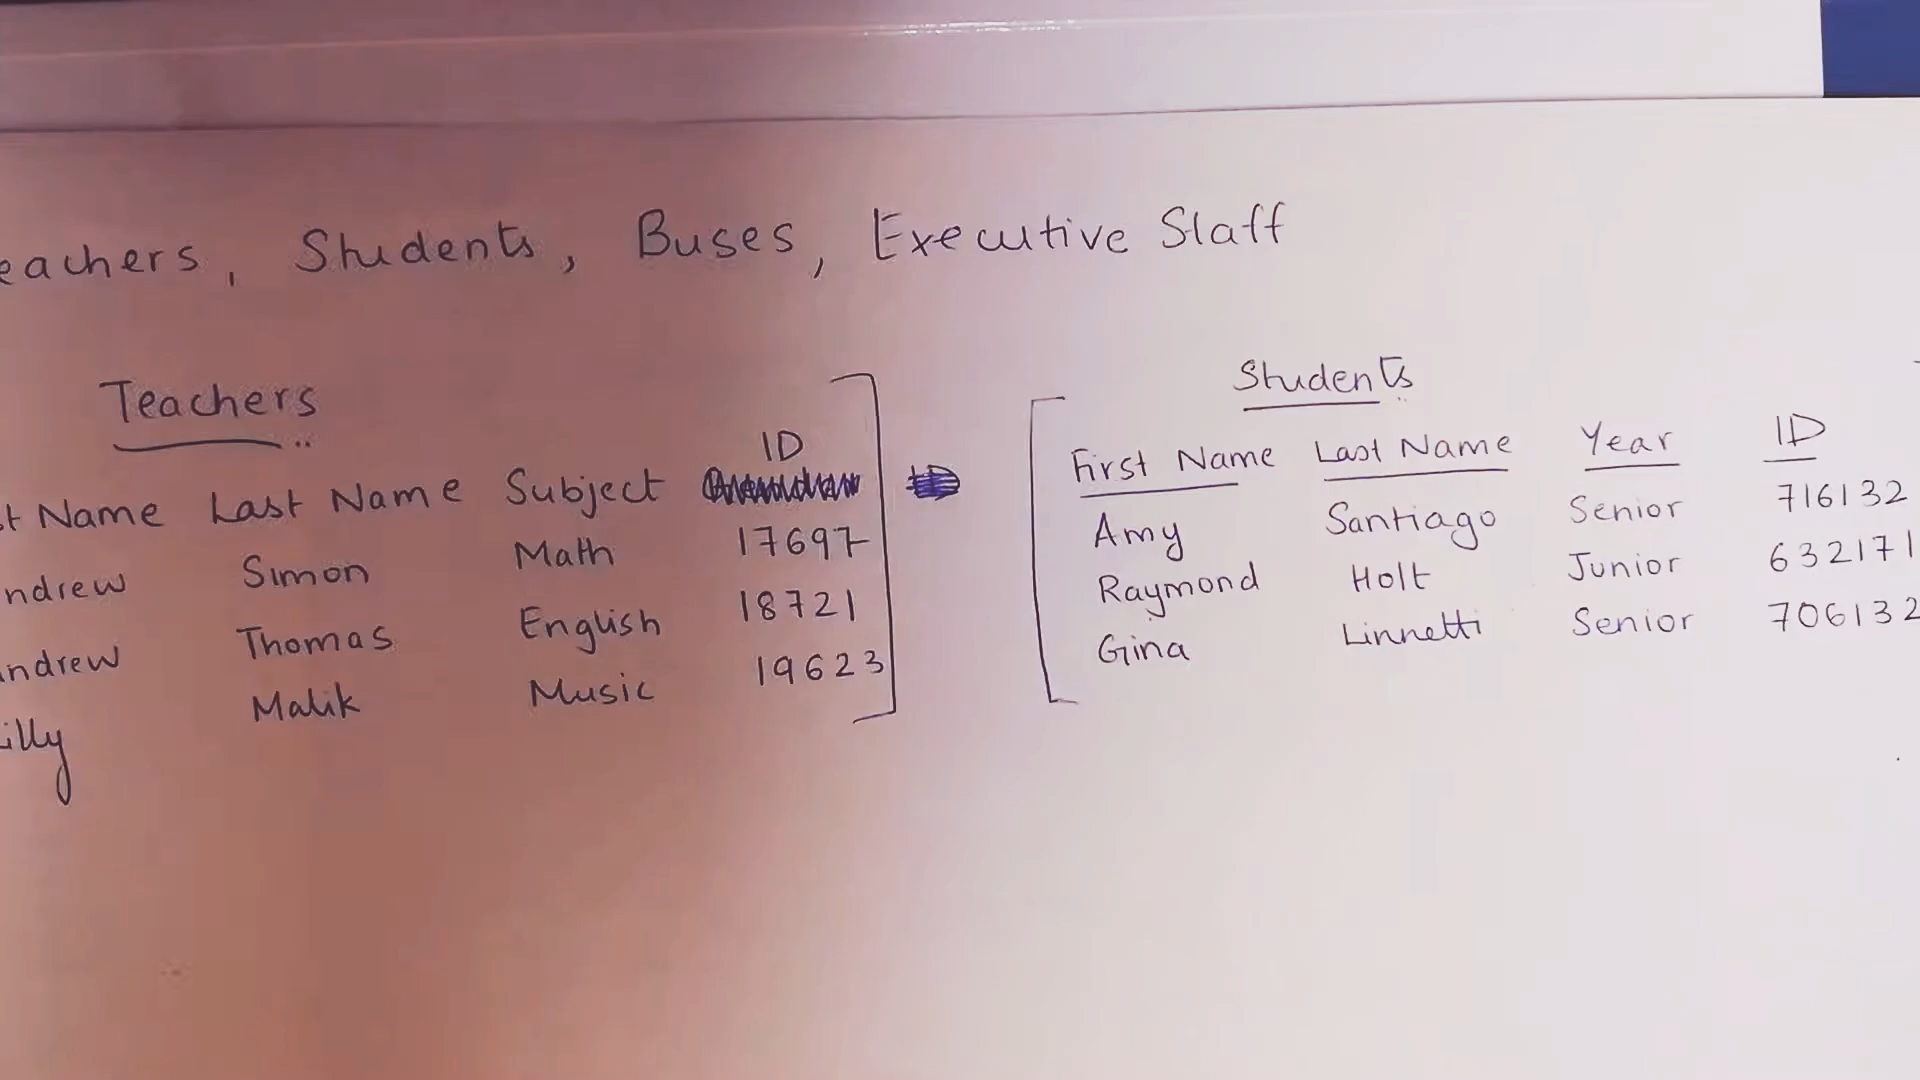 eachers, Students, Buses, Executive Staff
Teachers
st Name Last Name Subject ID
ndrew Simon Math 17697
ndrew Thomas English 18721
illy Malik Music 19623
Students
First Name Last Name Year ID
Amy Santiago Senior 716132
Raymond Holt Junior 632171
Gina Linnetti Senior 706132